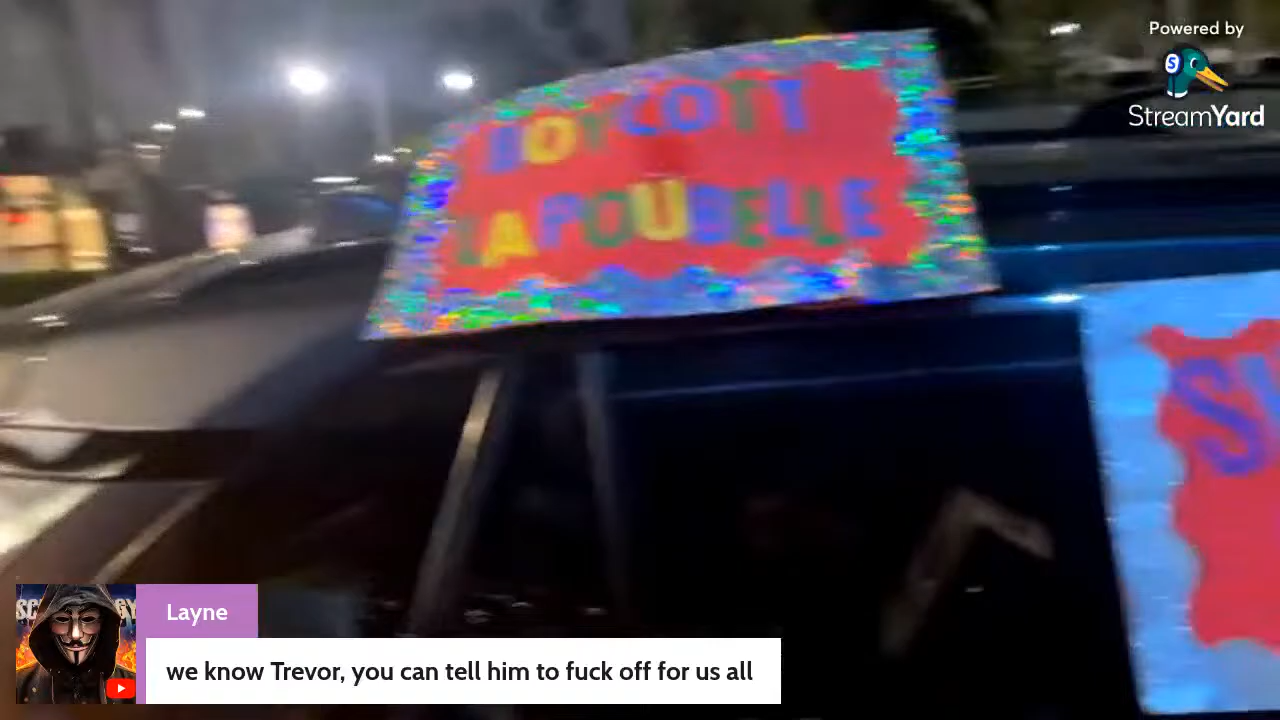 Powered by
StreamYard
BOYCOTT
LA POUBELLE
Layne
we know Trevor, you can tell him to fuck off for us all